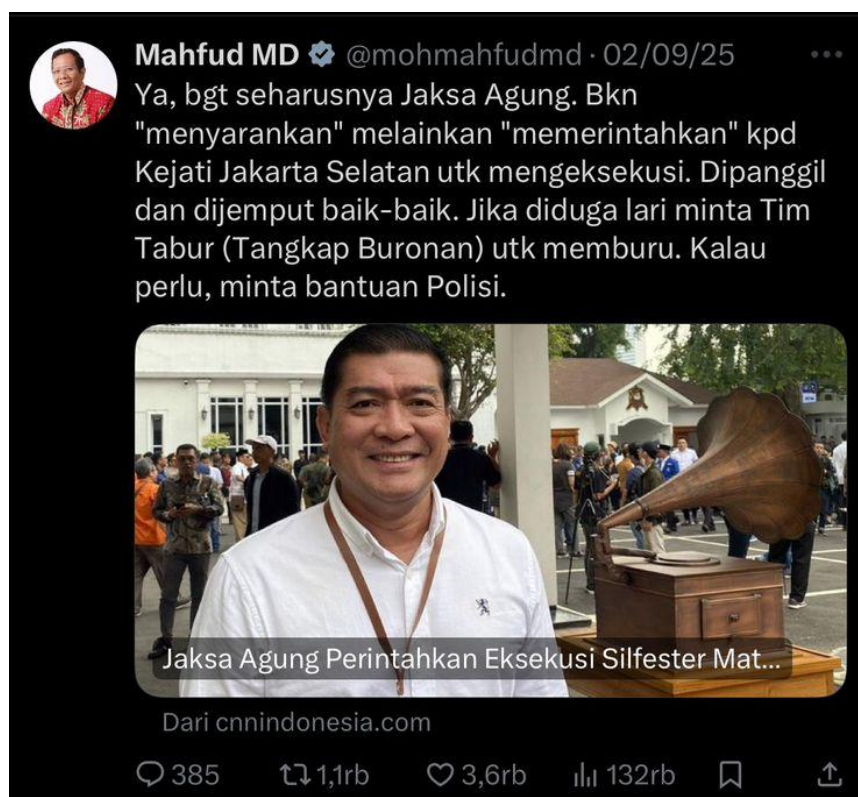 Mahfud MD @mohmahfudmd · 02/09/25
Ya, bgt seharusnya Jaksa Agung. Bkn
"menyarankan" melainkan "memerintahkan" kpd
Kejati Jakarta Selatan utk mengeksekusi. Dipanggil
dan dijemput baik-baik. Jika diduga lari minta Tim
Tabur (Tangkap Buronan) utk memburu. Kalau
perlu, minta bantuan Polisi.
Jaksa Agung Perintahkan Eksekusi Silfester Mat...
Dari cnnindonesia.com
385 1,1rb 3,6rb 132rb